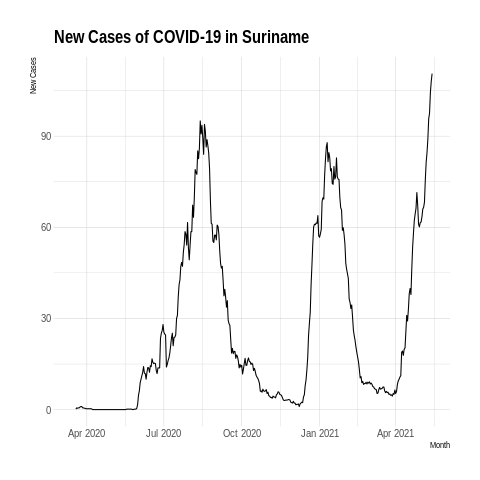 New Cases of COVID-19 in Suriname
New Cases
90
60
30
0
Apr 2020
Jul 2020
Oct 2020
Jan 2021
Apr 2021
Month